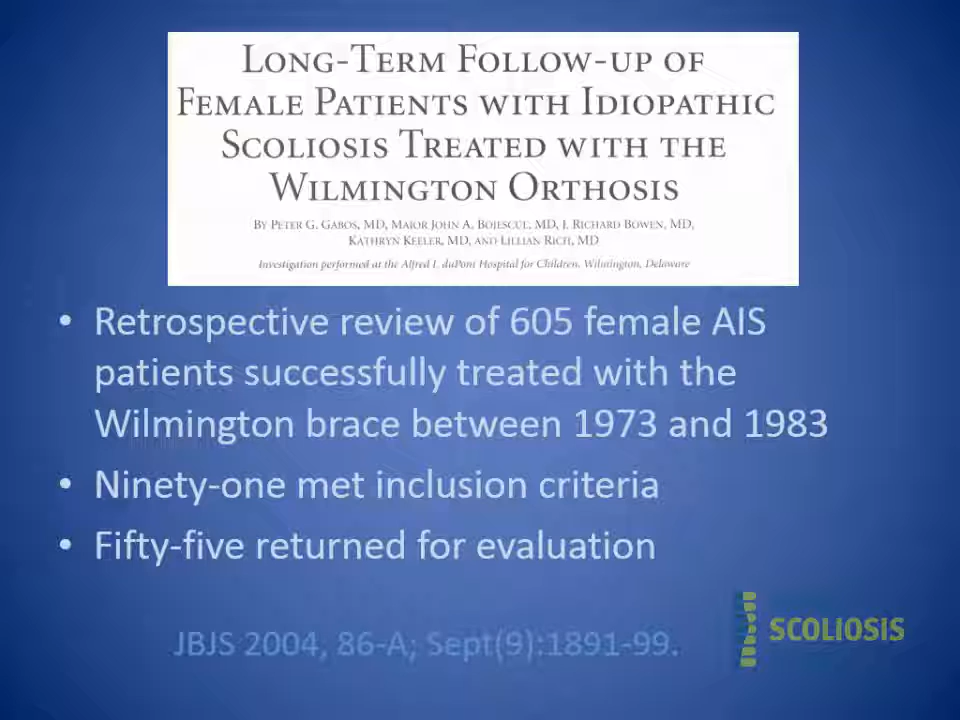 LONG-TERM FOLLOW-UP OF
FEMALE PATIENTS WITH IDIOPATHIC
SCOLIOSIS TREATED WITH THE
WILMINGTON ORTHOSIS
BY PETER G. GABOS, MD, MAJOR JOHN A. BOJESCUL, MD, J. RICHARD BOWEN, MD,
KATHRYN KEELER, MD, AND LILLIAN RICH, MD
Investigation performed at the Alfred I. duPont Hospital for Children, Wilmington, Delaware
• Retrospective review of 605 female AIS
patients successfully treated with the
Wilmington brace between 1973 and 1983
• Ninety-one met inclusion criteria
• Fifty-five returned for evaluation
SCOLIOSIS
JBJS 2004, 86-A; Sept(9):1891-99.